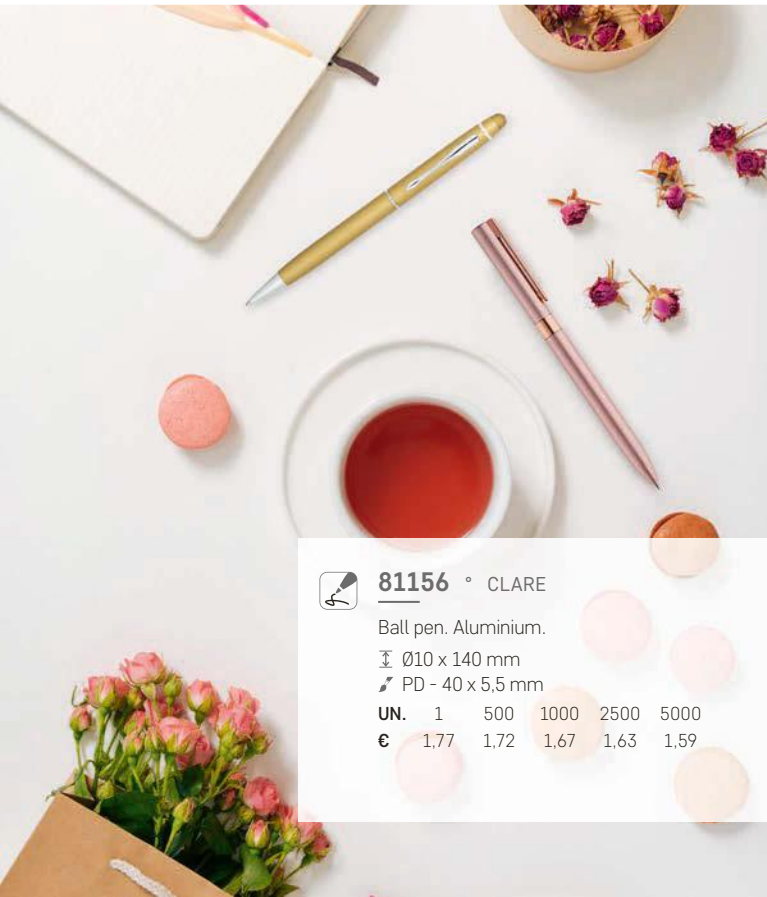 81156 ° CLARE
Ball pen. Aluminium.
Ø10 x 140 mm
PD - 40 x 5,5 mm
UN. 1 500 1000 2500 5000
€ 1,77 1,72 1,67 1,63 1,59